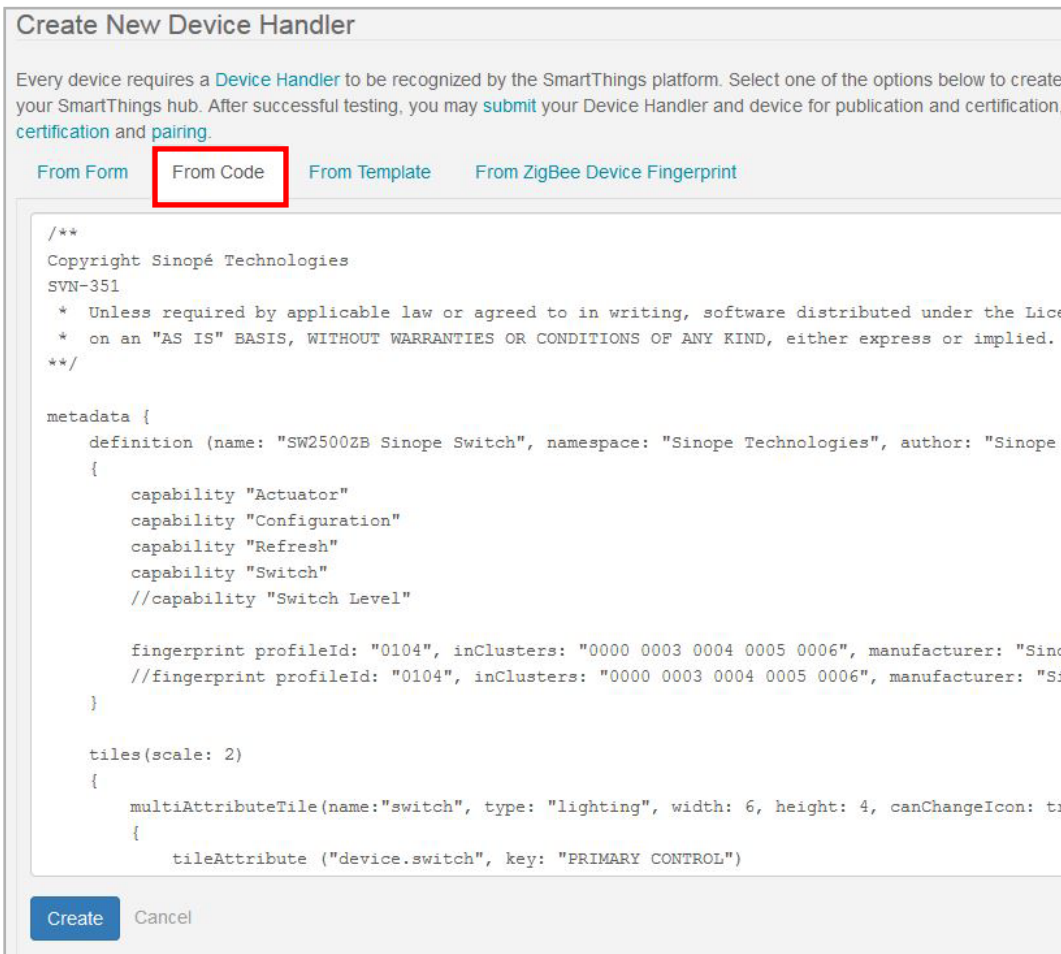 Create New Device Handler
Every device requires a Device Handler to be recognized by the SmartThings platform. Select one of the options below to create
your SmartThings hub. After successful testing, you may submit your Device Handler and device for publication and certification,
certification and pairing.
From Form From Code From Template From ZigBee Device Fingerprint
/**
Copyright Sinopé Technologies
SVN-351
 *  Unless required by applicable law or agreed to in writing, software distributed under the
 *  on an "AS IS" BASIS, WITHOUT WARRANTIES OR CONDITIONS OF ANY KIND, either express or implied.
**/
metadata {
    definition (name: "SW2500ZB Sinope Switch", namespace: "Sinope Technologies", author: "Sinope
    {
        capability "Actuator"
        capability "Configuration"
        capability "Refresh"
        capability "Switch"
        //capability "Switch Level"
        fingerprint profileId: "0104", inClusters: "0000 0003 0004 0005 0006", manufacturer:
        //fingerprint profileId: "0104", inClusters: "0000 0003 0004 0005 0006", manufacturer:
    }
    tiles(scale: 2)
    {
        multiAttributeTile(name:"switch", type: "lighting", width: 6, height: 4, canChangeIcon:
        {
            tileAttribute ("device.switch", key: "PRIMARY CONTROL")
Create Cancel